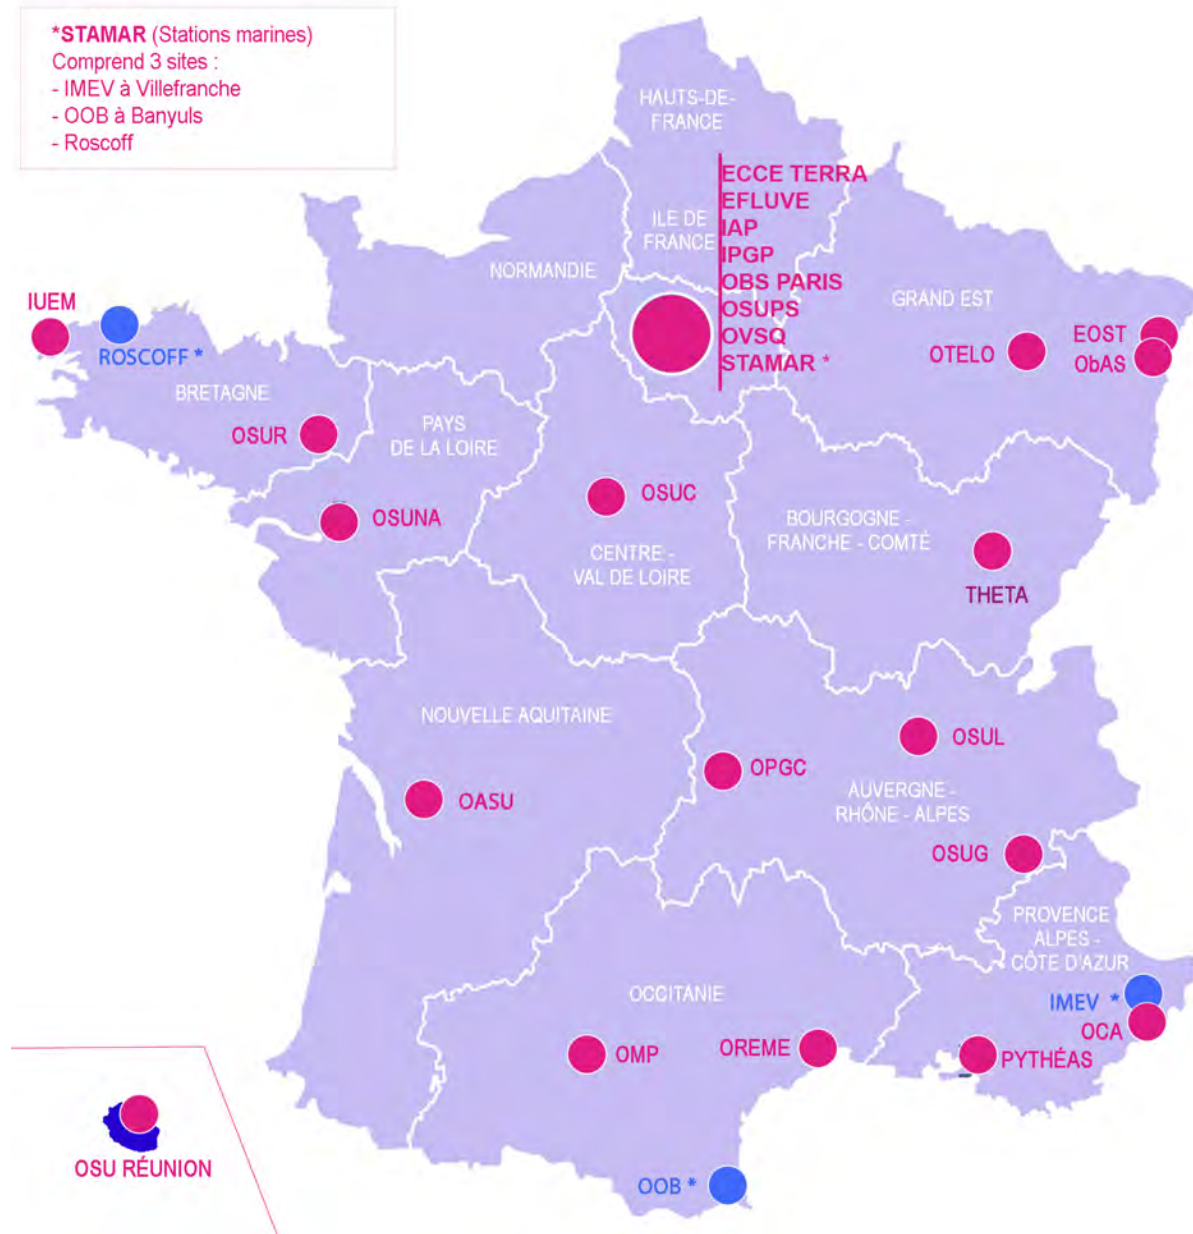 *STAMAR (Stations marines)
Comprend 3 sites :
- IMEV à Villefranche
- OOB à Banyuls
- Roscoff
HAUTS-DE-
FRANCE
ECCE TERRA
EFLUVE
IAP
IPGP
OBS PARIS
OSUPS
OVSQ
STAMAR *
ILE DE
FRANCE
NORMANDIE
GRAND EST
IUEM
ROSCOFF *
EOST
ObAS
OTELO
BRETAGNE
OSUR
PAYS
DE LA LOIRE
OSUNA
OSUC
CENTRE -
VAL DE LOIRE
BOURGOGNE -
FRANCHE - COMTÉ
THETA
NOUVELLE AQUITAINE
OASU
OPGC
OSUL
AUVERGNE -
RHÔNE - ALPES
OSUG
PROVENCE
ALPES -
CÔTE D'AZUR
IMEV *
OCA
PYTHÉAS
OCCITANIE
OMP
OREME
OOB *
OSU RÉUNION